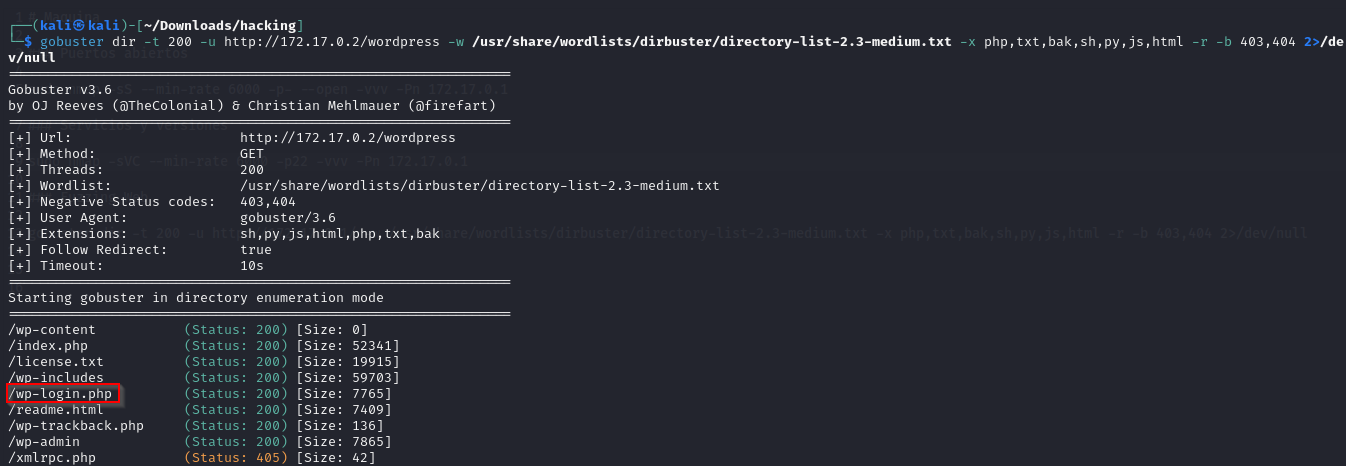 ┌──(kali㉿kali)-[~/Downloads/hacking]
└─$ gobuster dir -t 200 -u http://172.17.0.2/wordpress -w /usr/share/wordlists/dirbuster/directory-list-2.3-medium.txt -x php,txt,bak,sh,py,js,html -r -b 403,404 2>/de
v/null
===============================================================
Gobuster v3.6
by OJ Reeves (@TheColonial) & Christian Mehlmauer (@firefart)
===============================================================
[+] Url:                     http://172.17.0.2/wordpress
[+] Method:                  GET
[+] Threads:                 200
[+] Wordlist:                /usr/share/wordlists/dirbuster/directory-list-2.3-medium.txt
[+] Negative Status codes:   403,404
[+] User Agent:              gobuster/3.6
[+] Extensions:              sh,py,js,html,php,txt,bak
[+] Follow Redirect:         true
[+] Timeout:                 10s
===============================================================
Starting gobuster in directory enumeration mode
===============================================================
/wp-content           (Status: 200) [Size: 0]
/index.php            (Status: 200) [Size: 52341]
/license.txt          (Status: 200) [Size: 19915]
/wp-includes          (Status: 200) [Size: 59703]
/wp-login.php         (Status: 200) [Size: 7765]
/readme.html          (Status: 200) [Size: 7409]
/wp-trackback.php     (Status: 200) [Size: 136]
/wp-admin             (Status: 200) [Size: 7865]
/xmlrpc.php           (Status: 405) [Size: 42]